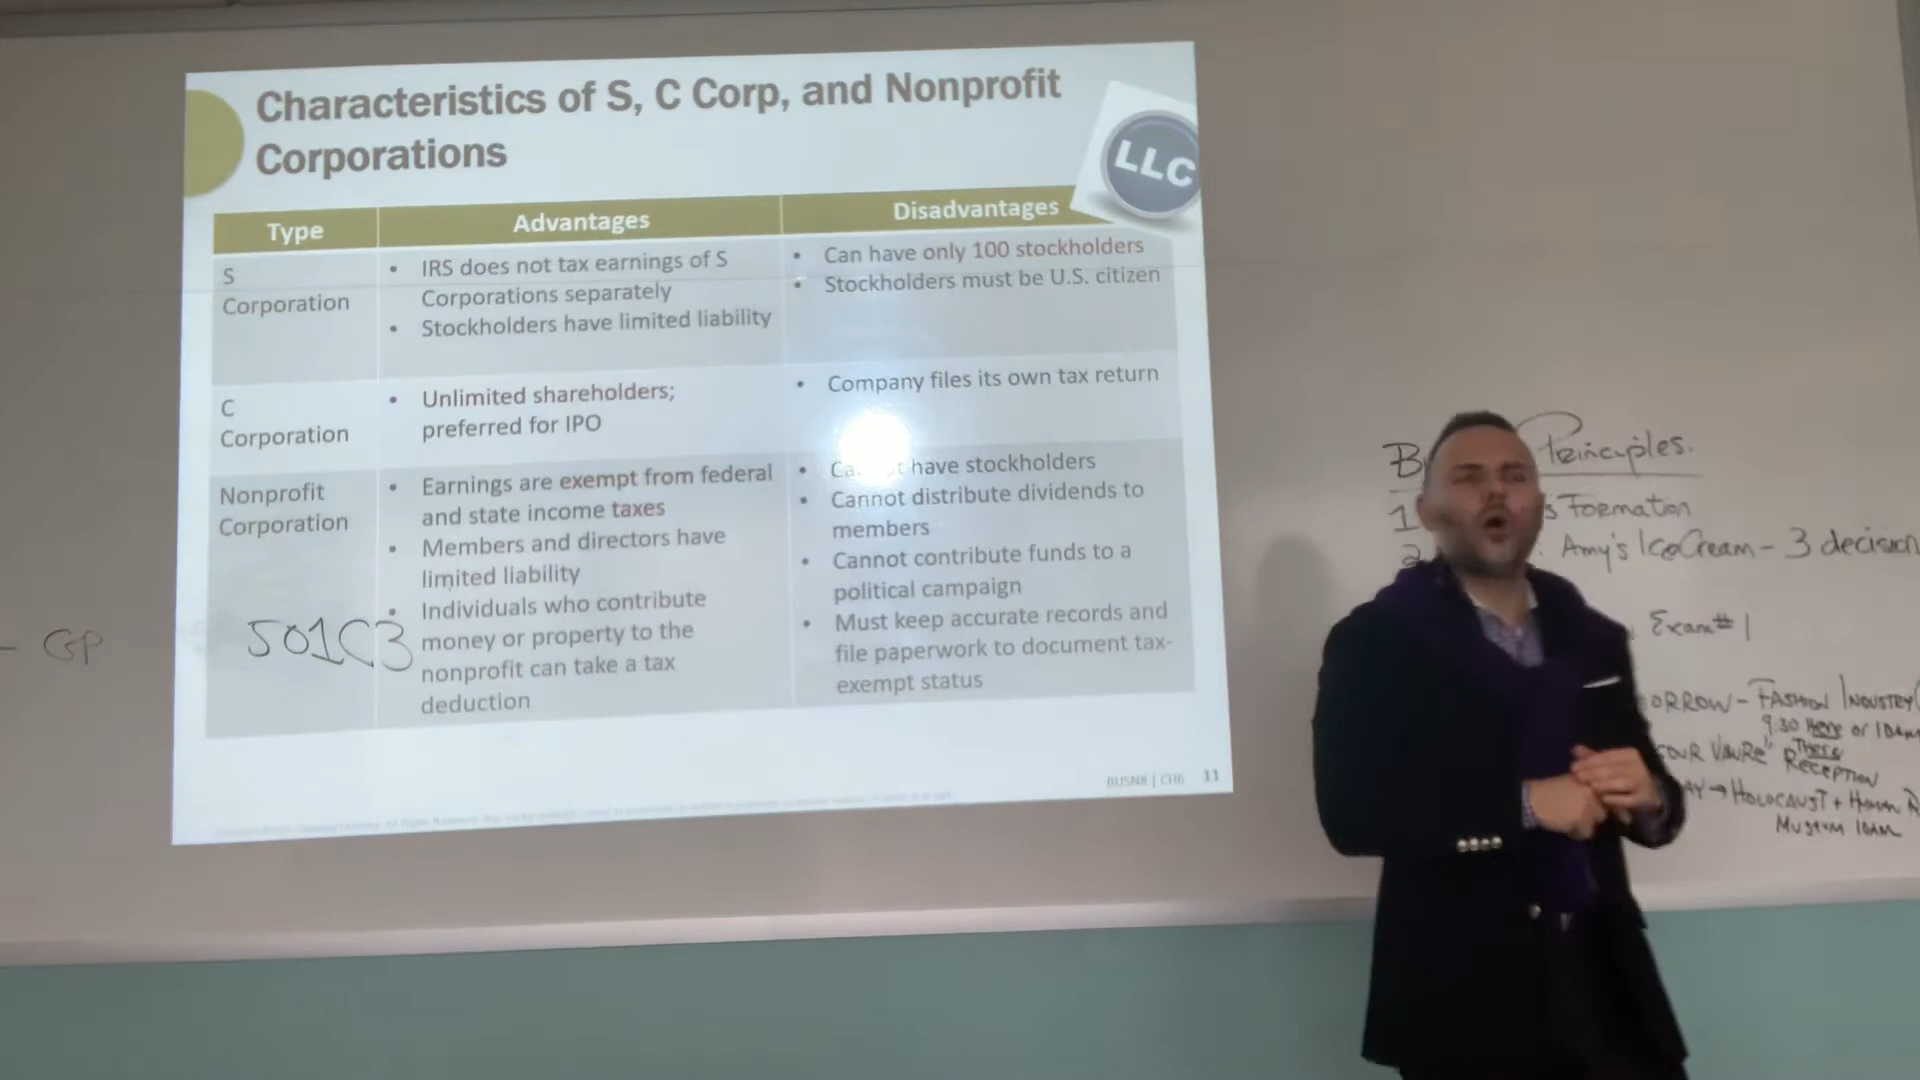 Characteristics of S, C Corp, and Nonprofit
Corporations
LLC
Type
Advantages
Disadvantages
S
Corporation
• IRS does not tax earnings of S
Corporations separately
• Stockholders have limited liability
• Can have only 100 stockholders
• Stockholders must be U.S. citizen
C
Corporation
• Unlimited shareholders;
preferred for IPO
• Company files its own tax return
Nonprofit
Corporation
501C3
• Earnings are exempt from federal
and state income taxes
• Members and directors have
limited liability
• Individuals who contribute
money or property to the
nonprofit can take a tax
deduction
• have stockholders
• Cannot distribute dividends to
members
• Cannot contribute funds to a
political campaign
• Must keep accurate records and
file paperwork to document tax-
exempt status
BUSN8 | CH6 11
- GP
Principles.
1 Formation
2 Amy's IceCream - 3 decision
Exam # 1
ORROW - FASHION INDUSTRY
9:30 Here or 10am
There
RECEPTION
AY → HOLOCAUST + Human
Museum 10AM